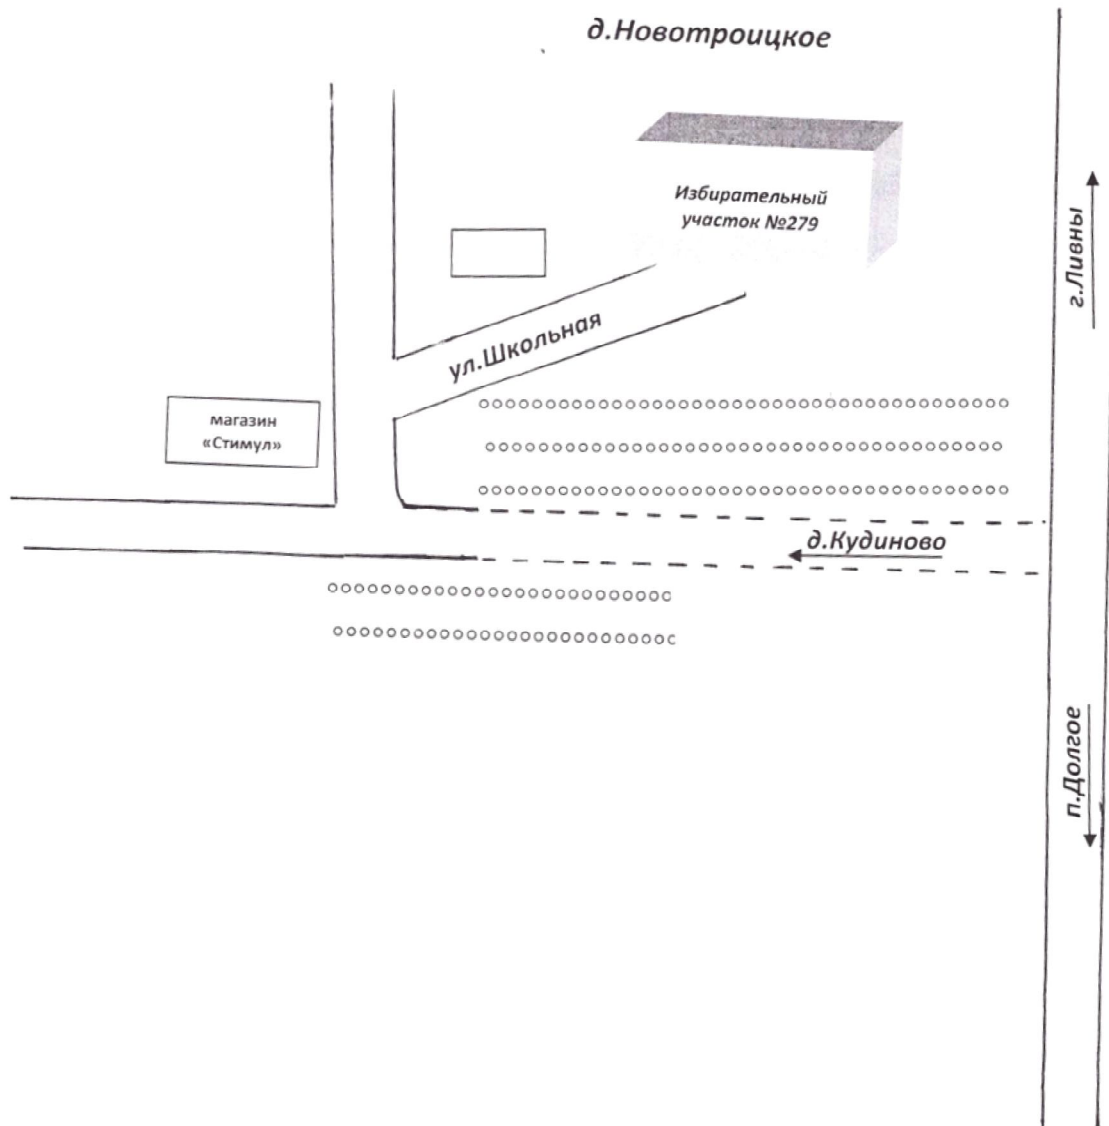 д.Новотроицкое
Избирательный
участок №279
г.Ливны
ул.Школьная
магазин
«Стимул»
д.Кудиново
п.Долгое